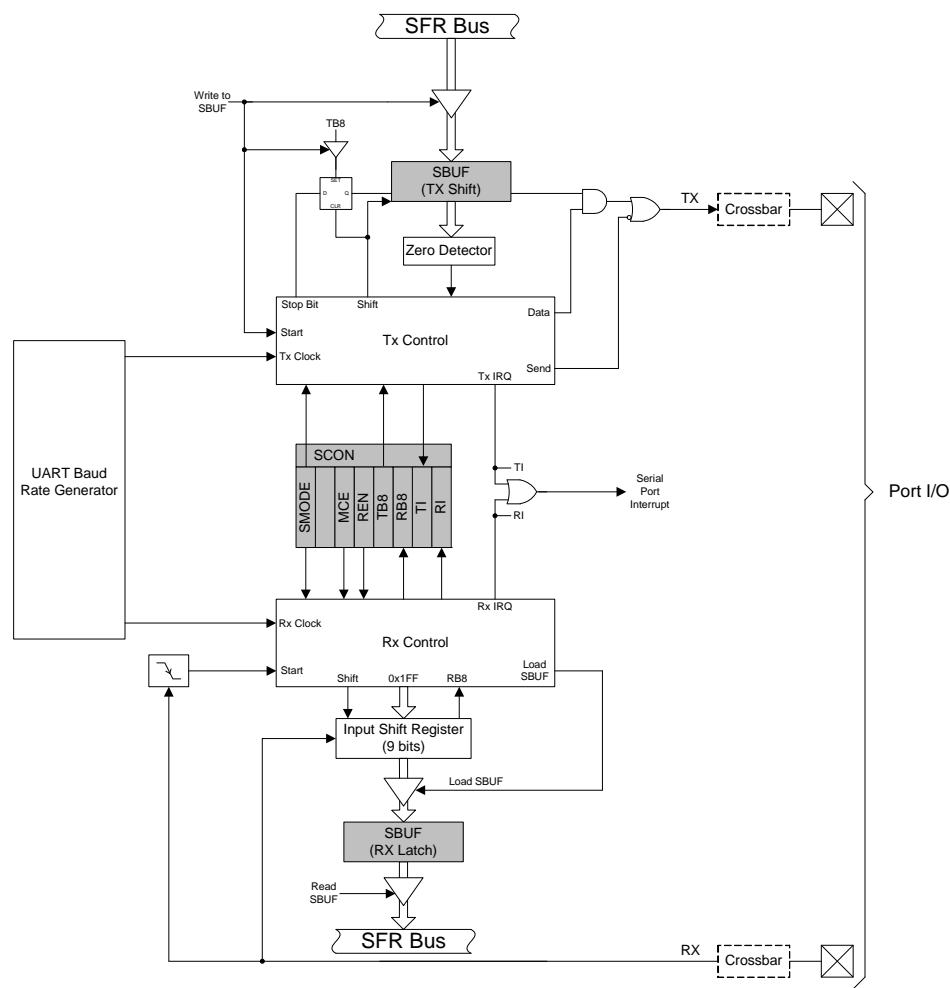 SFR Bus
Write to
SBUF
TB8
SET
D
Q
CLR
SBUF
(TX Shift)
TX
Crossbar
Zero Detector
Stop Bit
Shift
Data
Start
Tx Control
Tx Clock
Send
Tx IRQ
UART Baud
Rate Generator
SCON
SMODE
MCE
REN
TB8
RB8
TI
RI
TI
RI
Serial
Port
Interrupt
Port I/O
Rx IRQ
Rx Clock
Rx Control
Start
Load
SBUF
Shift
0x1FF
RB8
Input Shift Register
(9 bits)
Load SBUF
SBUF
(RX Latch)
Read
SBUF
SFR Bus
RX
Crossbar